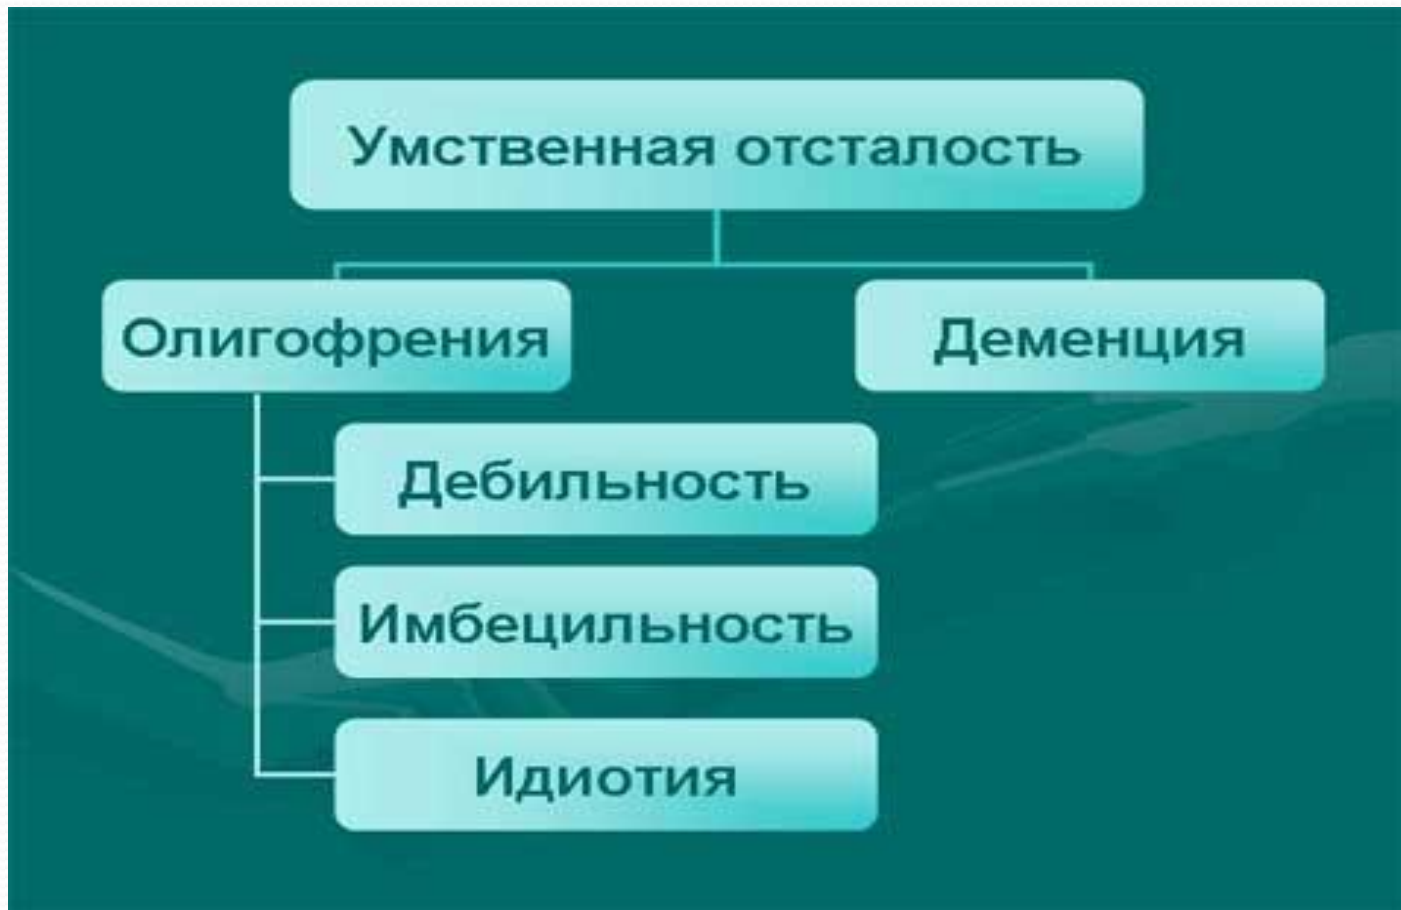 Умственная отсталость
Олигофрения
Деменция
Дебильность
Имбецильность
Идиотия